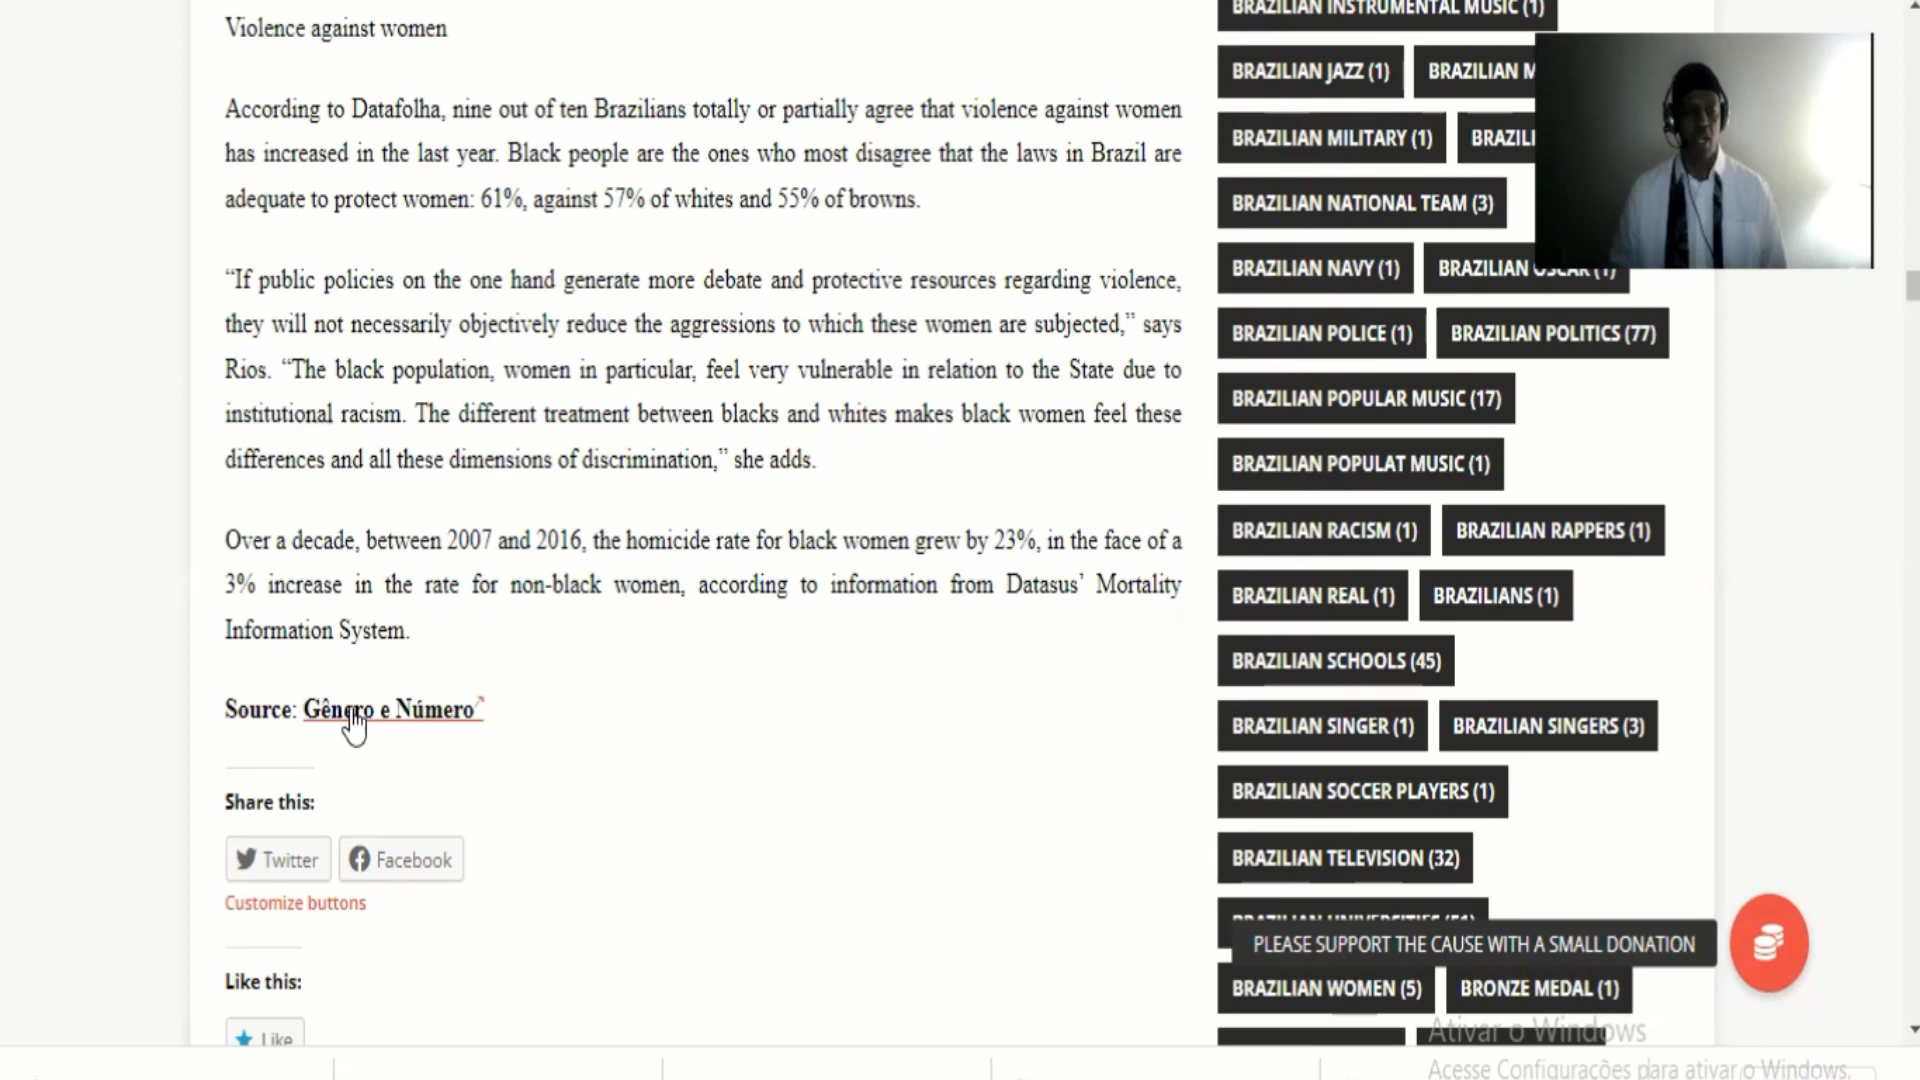 Violence against women
According to Datafolha, nine out of ten Brazilians totally or partially agree that violence against women
has increased in the last year. Black people are the ones who most disagree that the laws in Brazil are
adequate to protect women: 61%, against 57% of whites and 55% of browns.
“If public policies on the one hand generate more debate and protective resources regarding violence,
they will not necessarily objectively reduce the aggressions to which these women are subjected,” says
Rios. “The black population, women in particular, feel very vulnerable in relation to the State due to
institutional racism. The different treatment between blacks and whites makes black women feel these
differences and all these dimensions of discrimination,” she adds.
Over a decade, between 2007 and 2016, the homicide rate for black women grew by 23%, in the face of a
3% increase in the rate for non-black women, according to information from Datasus’ Mortality
Information System.
Source: Gênero e Número
Share this:
Twitter Facebook
Customize buttons
Like this:
Like
BRAZILIAN INSTRUMENTAL MUSIC (1)
BRAZILIAN JAZZ (1) BRAZILIAN
BRAZILIAN MILITARY (1)
BRAZILIAN NATIONAL TEAM (3)
BRAZILIAN NAVY (1) BRAZILIAN OSCAR (1)
BRAZILIAN POLICE (1) BRAZILIAN POLITICS (77)
BRAZILIAN POPULAR MUSIC (17)
BRAZILIAN POPULAT MUSIC (1)
BRAZILIAN RACISM (1) BRAZILIAN RAPPERS (1)
BRAZILIAN REAL (1) BRAZILIANS (1)
BRAZILIAN SCHOOLS (45)
BRAZILIAN SINGER (1) BRAZILIAN SINGERS (3)
BRAZILIAN SOCCER PLAYERS (1)
BRAZILIAN TELEVISION (32)
BRAZILIAN UNIVERSITIES (51)
PLEASE SUPPORT THE CAUSE WITH A SMALL DONATION
BRAZILIAN WOMEN (5) BRONZE MEDAL (1)
Ativar o Windows
Acesse Configurações para ativar o Windows.